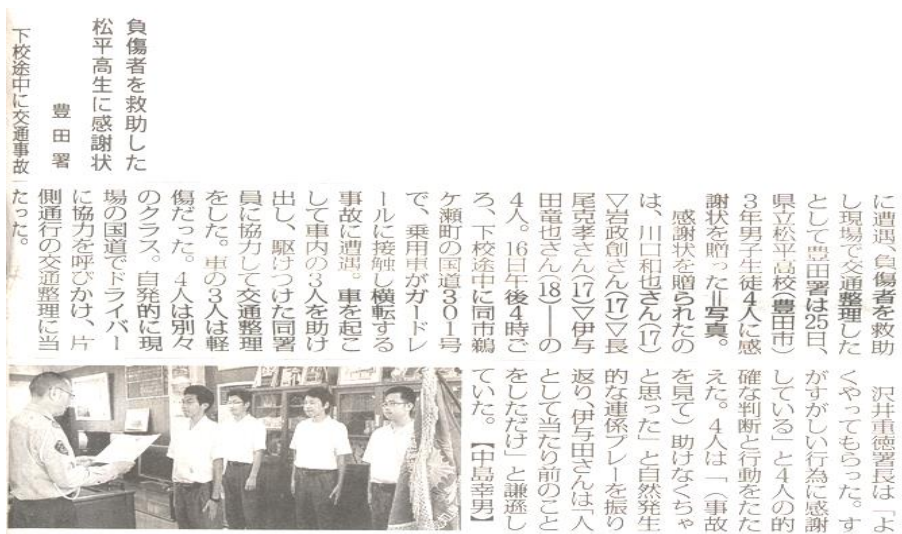 負傷者を救助した
松平高生に感謝状
豊田署
下校途中に交通事故
に遭遇、負傷者を救助
し現場で交通整理した
として豊田署は25日、
県立松平高校(豊田市)
3年男子生徒4人に感
謝状を贈った=写真。
感謝状を贈られたの
は、川口和也さん(17)
▽岩政創さん(17)▽長
尾克孝さん(17)▽伊与
田竜也さん(18)――の
4人。16日午後4時ご
ろ、下校途中に同市鵜
ケ瀬町の国道301号
で、乗用車がガードレ
ールに接触し横転する
事故に遭遇。車を起こ
して車内の3人を助け
出し、駆けつけた同署
員に協力して交通整理
をした。車の3人は軽
傷だった。4人は別々
のクラス。自発的に現
場の国道でドライバー
に協力を呼びかけ、片
側通行の交通整理に当
たった。
沢井重徳署長は「よ
くやってもらった。す
がすがしい行為に感謝
している」と4人の的
確な判断と行動をたた
えた。4人は「(事故
を見て)助けなくちゃ
と思った」と自然発生
的な連係プレーを振り
返り、伊与田さんは「人
として当たり前のこと
をしただけ」と謙遜し
ていた。【中島幸男】